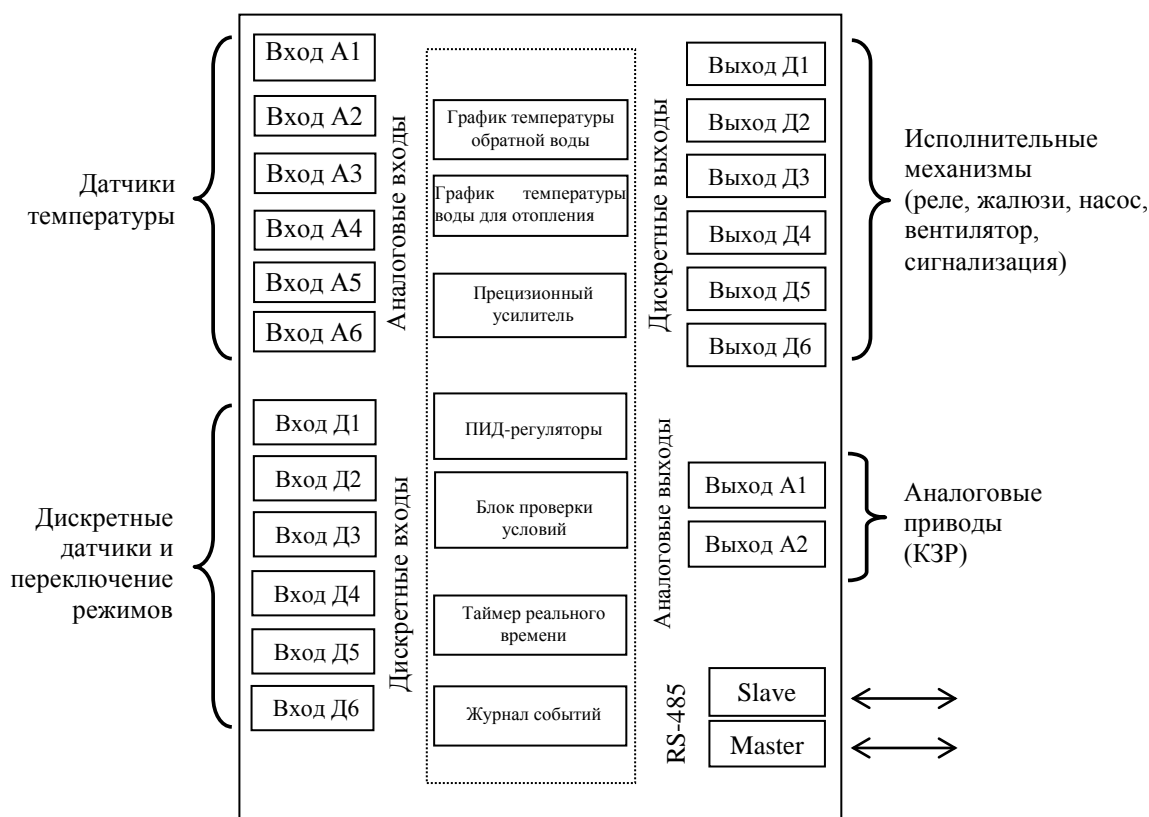 Датчики
температуры
Вход А1
Вход А2
Вход А3
Вход А4
Вход А5
Вход А6
Аналоговые входы
Дискретные
датчики и
переключение
режимов
Вход Д1
Вход Д2
Вход Д3
Вход Д4
Вход Д5
Вход Д6
Дискретные входы
График температуры
обратной воды
График температуры
воды для отопления
Прецизионный
усилитель
ПИД-регуляторы
Блок проверки
условий
Таймер реального
времени
Журнал событий
Дискретные выходы
Выход Д1
Выход Д2
Выход Д3
Выход Д4
Выход Д5
Выход Д6
Исполнительные
механизмы
(реле, жалюзи, насос,
вентилятор,
сигнализация)
Аналоговые выходы
Выход А1
Выход А2
Аналоговые
приводы
(КЗР)
RS-485
Slave
Master